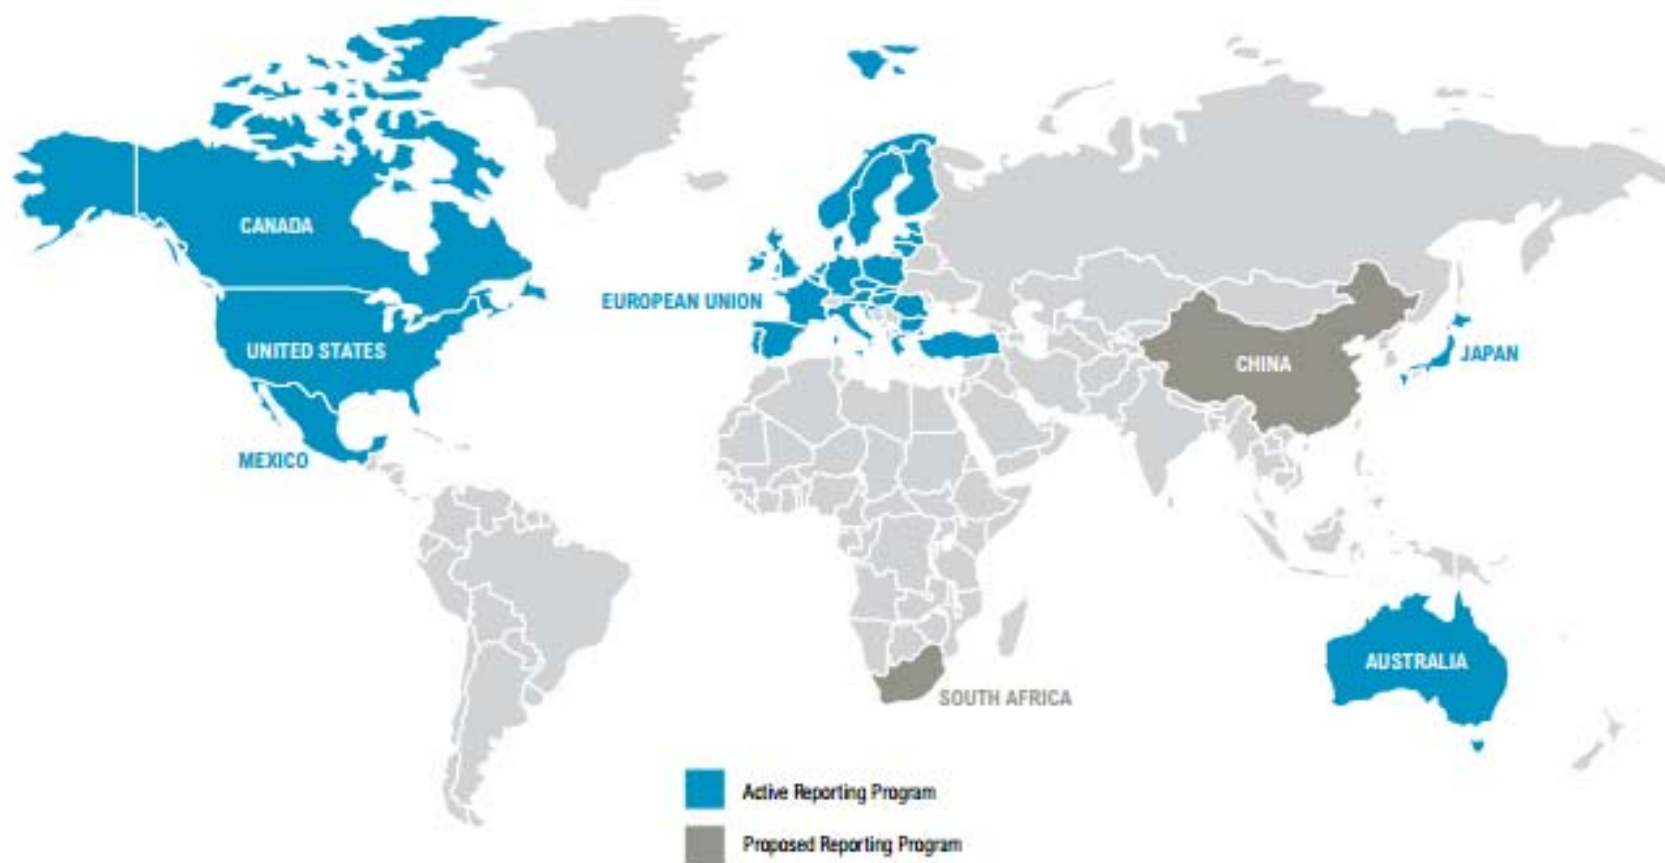 CANADA
EUROPEAN UNION
UNITED STATES
JAPAN
CHINA
MEXICO
AUSTRALIA
SOUTH AFRICA
Active Reporting Program
Proposed Reporting Program